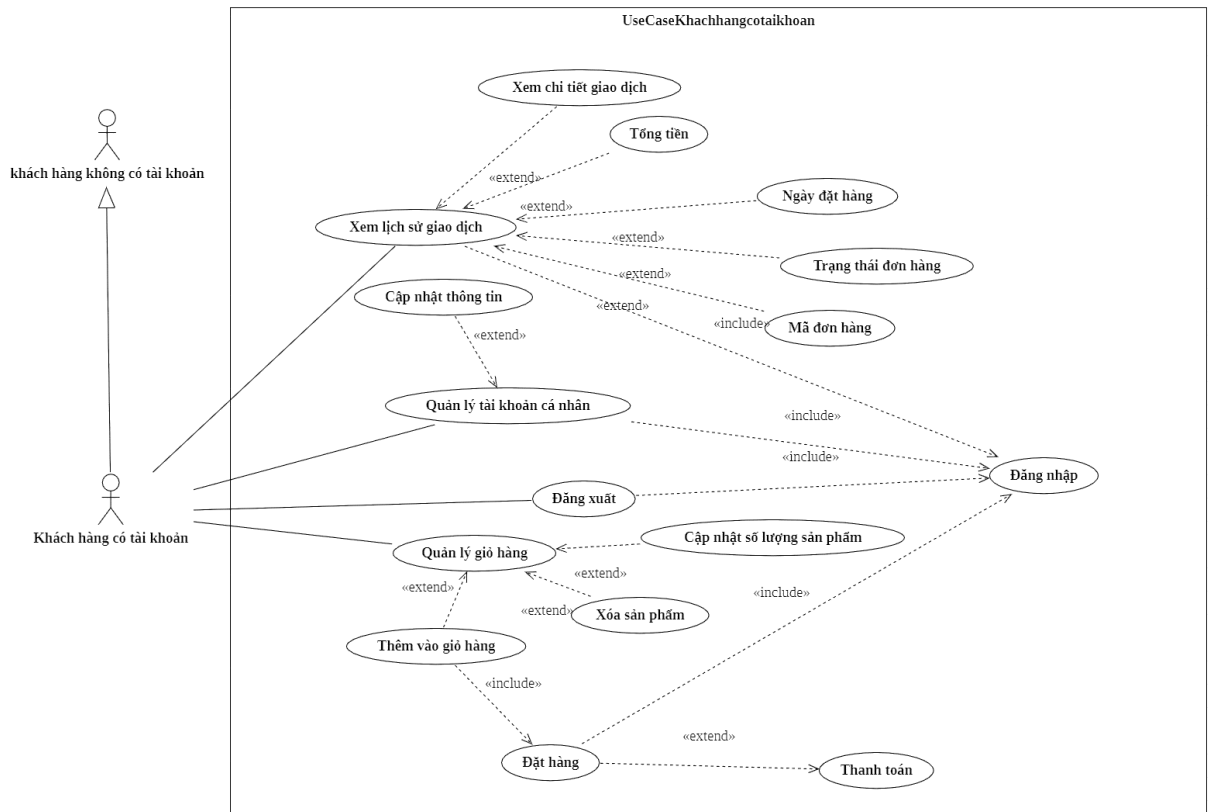 UseCaseKhachhangcotaikhoan
Xem chi tiết giao dịch
Tổng tiền
khách hàng không có tài khoản
«extend»
Ngày đặt hàng
«extend»
Xem lịch sử giao dịch
«extend»
Trạng thái đơn hàng
«extend»
Cập nhật thông tin
«extend»
«include»
Mã đơn hàng
«extend»
Quản lý tài khoản cá nhân
«include»
«include»
Đăng nhập
Đăng xuất
Khách hàng có tài khoản
Cập nhật số lượng sản phẩm
Quản lý giỏ hàng
«extend»
«extend»
«include»
«extend»
Xóa sản phẩm
Thêm vào giỏ hàng
«include»
«extend»
Đặt hàng
Thanh toán